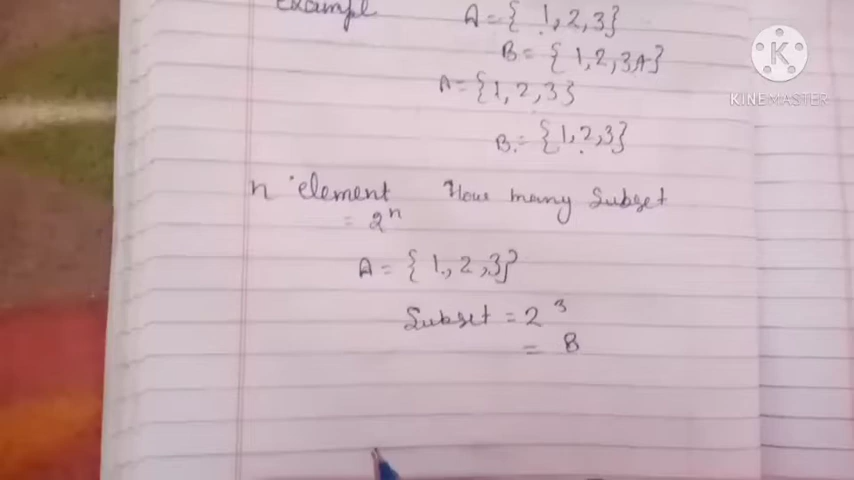 Example A = { 1, 2, 3}
B = { 1, 2, 3, 4}
A = {1, 2, 3}
B = {1, 2, 3}
n element How many Subset
= 2ⁿ
A = { 1, 2, 3}
Subset = 2³
= 8
KINEMASTER